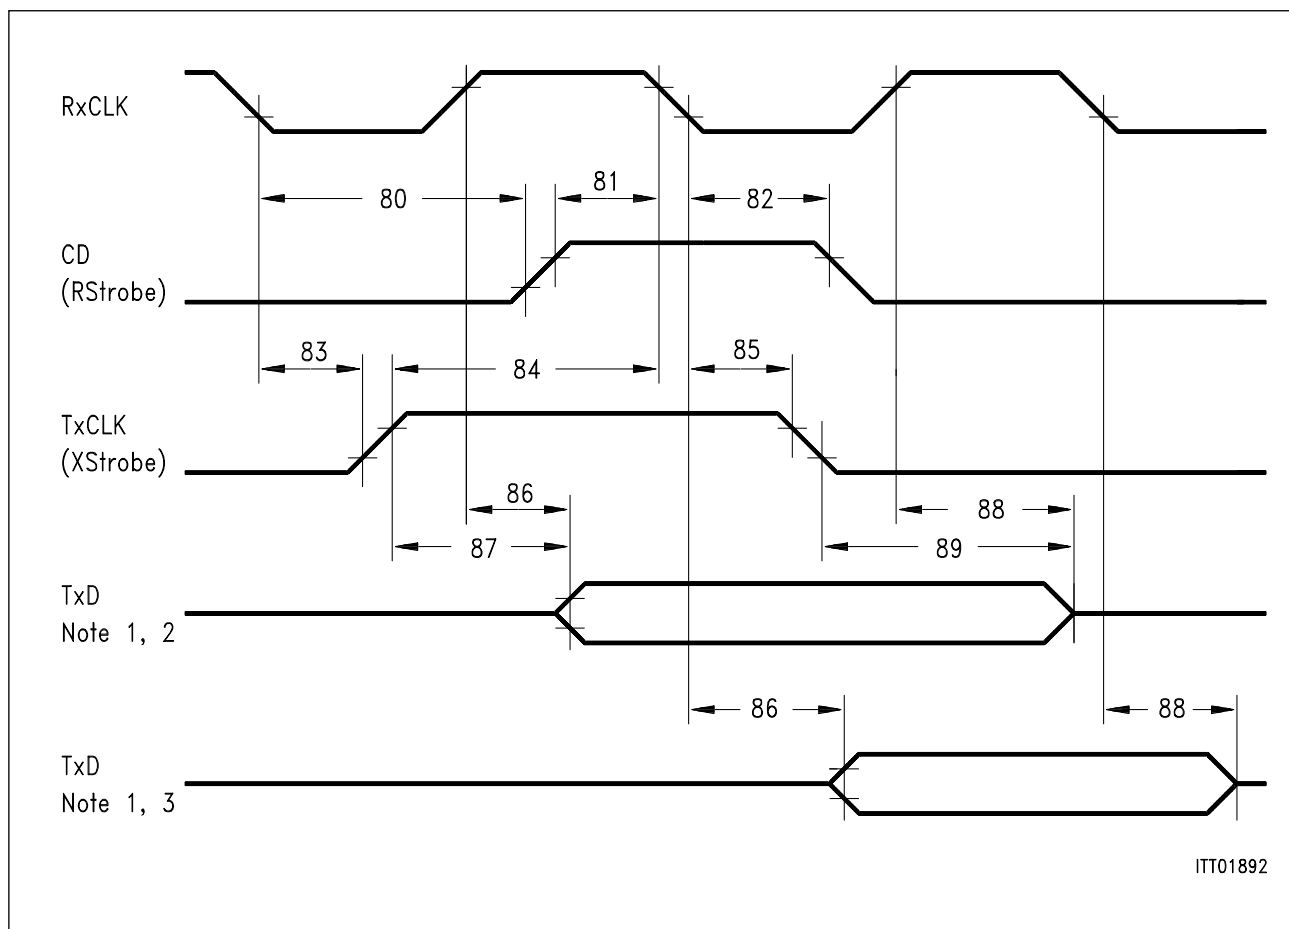 RxCLK
81
80
82
CD
(RStrobe)
83
84
85
TxCLK
(XStrobe)
86
88
87
89
TxD
Note 1, 2
86
88
TxD
Note 1, 3
ITT01892